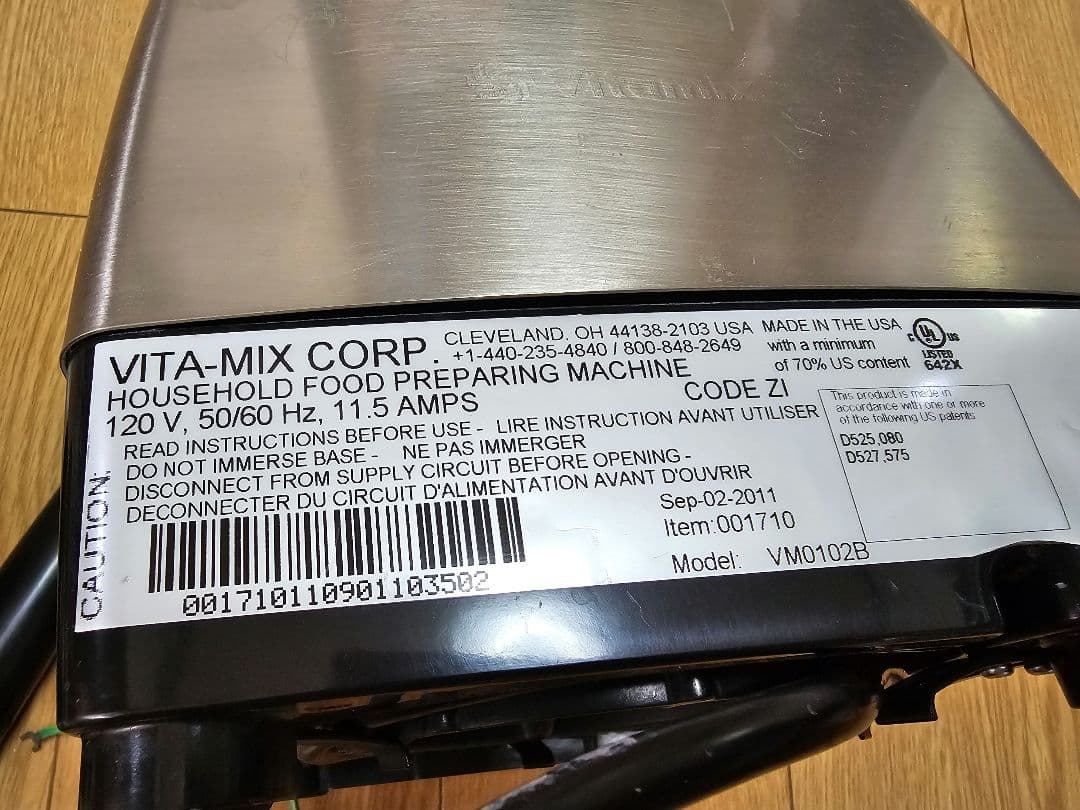 VITA-MIX CORP.
CLEVELAND, OH 44138-2103 USA
+1-440-235-4840 / 800-848-2649
HOUSEHOLD FOOD PREPARING MACHINE
120 V, 50/60 Hz, 11.5 AMPS
CODE ZI
MADE IN THE USA
with a minimum
of 70% US content
C UL US
LISTED
642X
READ INSTRUCTIONS BEFORE USE - LIRE INSTRUCTION AVANT UTILISER
DO NOT IMMERSE BASE - NE PAS IMMERGER
DISCONNECT FROM SUPPLY CIRCUIT BEFORE OPENING -
DECONNECTER DU CIRCUIT D'ALIMENTATION AVANT D'OUVRIR
CAUTION:
This product is made in
accordance with one or more
of the following US patents
D525,080
D527,575
Sep-02-2011
Item:001710
Model: VM0102B
001710110901103502